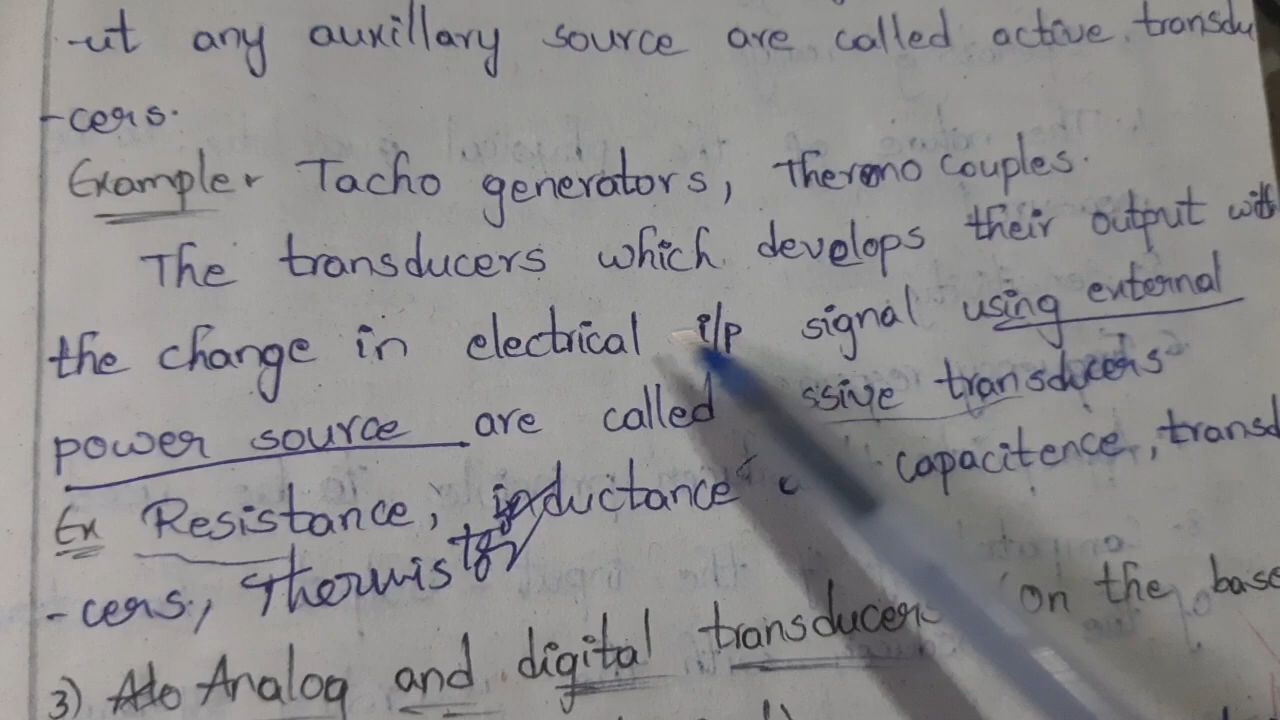 -ut any auxillary source are called active transdu
-cers.
Example:- Tacho generators, Thermo couples.
The transducers which develops their output with
the change in electrical i/p signal using external
power source are called ssive transducers
Ex Resistance, inductance capacitence, transd
-cers, Thermistor
3) Analog and digital transducers on the base